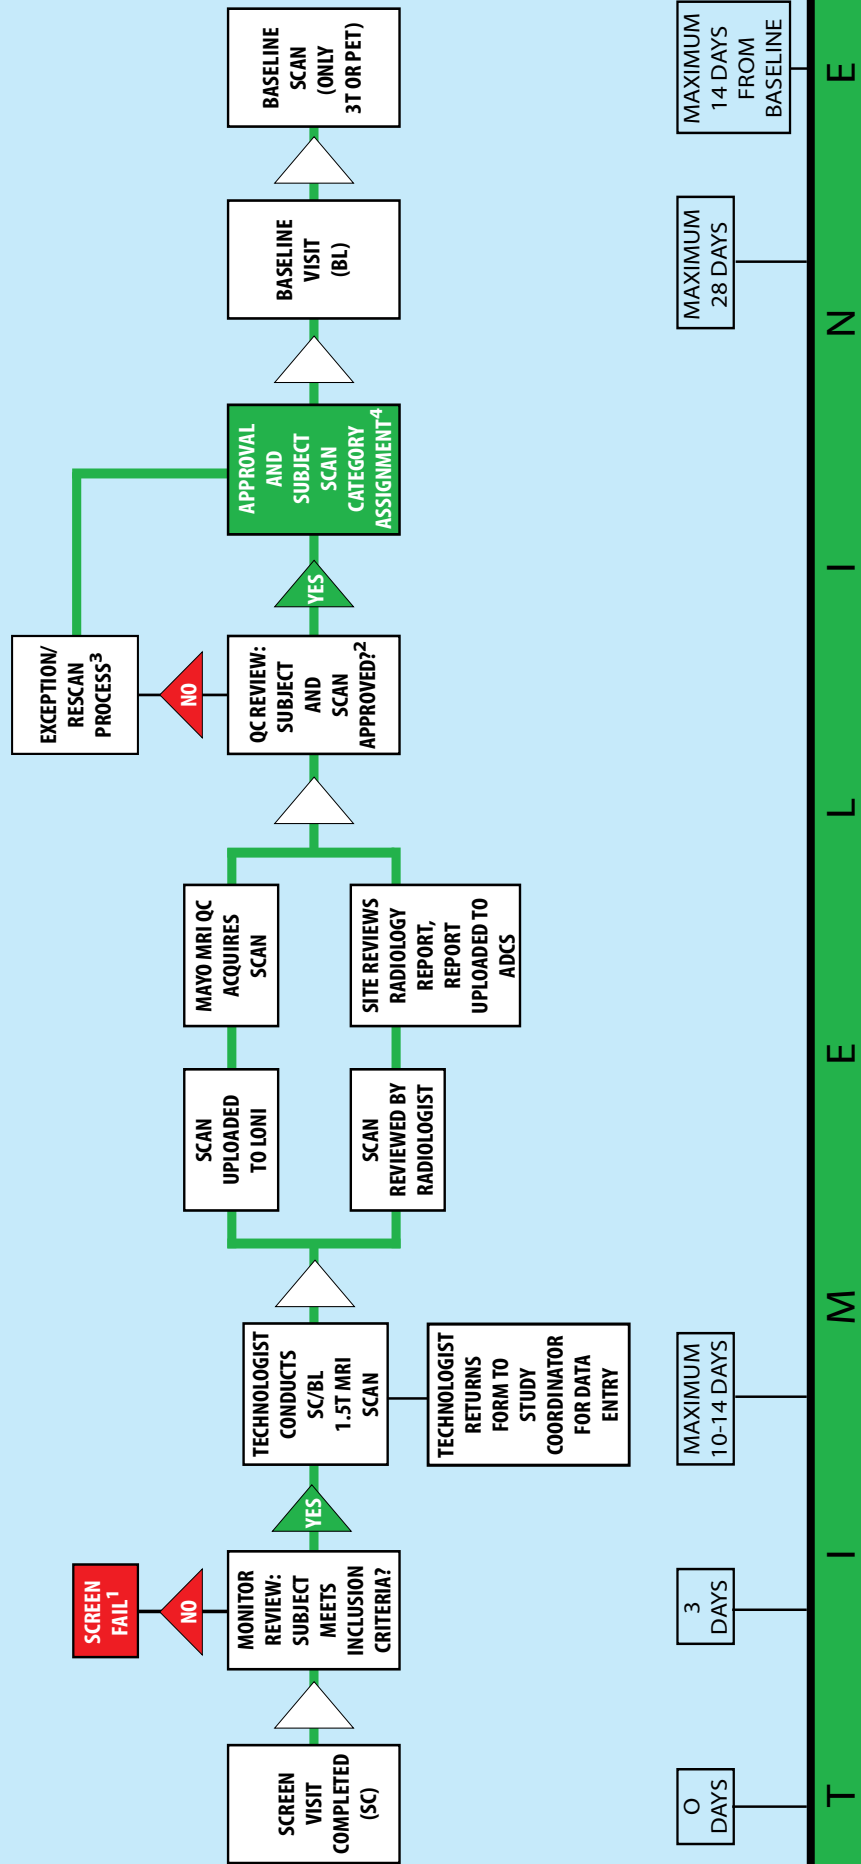 SCREEN
VISIT
COMPLETED
(SC)
MONITOR
REVIEW:
SUBJECT
MEETS
INCLUSION
CRITERIA?
NO
SCREEN
FAIL1
YES
TECHNOLOGIST
CONDUCTS
SC/BL
1.5T MRI
SCAN
TECHNOLOGIST
RETURNS
FORM TO
STUDY
COORDINATOR
FOR DATA
ENTRY
SCAN
UPLOADED
TO LONI
MAYO MRI QC
ACQUIRES
SCAN
SCAN
REVIEWED BY
RADIOLOGIST
SITE REVIEWS
RADIOLOGY
REPORT,
REPORT
UPLOADED TO
ADCS
QC REVIEW:
SUBJECT
AND
SCAN
APPROVED?2
NO
EXCEPTION/
RESCAN
PROCESS3
YES
APPROVAL
AND
SUBJECT
SCAN
CATEGORY
ASSIGNMENT4
BASELINE
VISIT
(BL)
BASELINE
SCAN
(ONLY
3T OR PET)
O
DAYS
3
DAYS
MAXIMUM
10-14 DAYS
MAXIMUM
28 DAYS
MAXIMUM
14 DAYS
FROM
BASELINE
T I M E L I N E